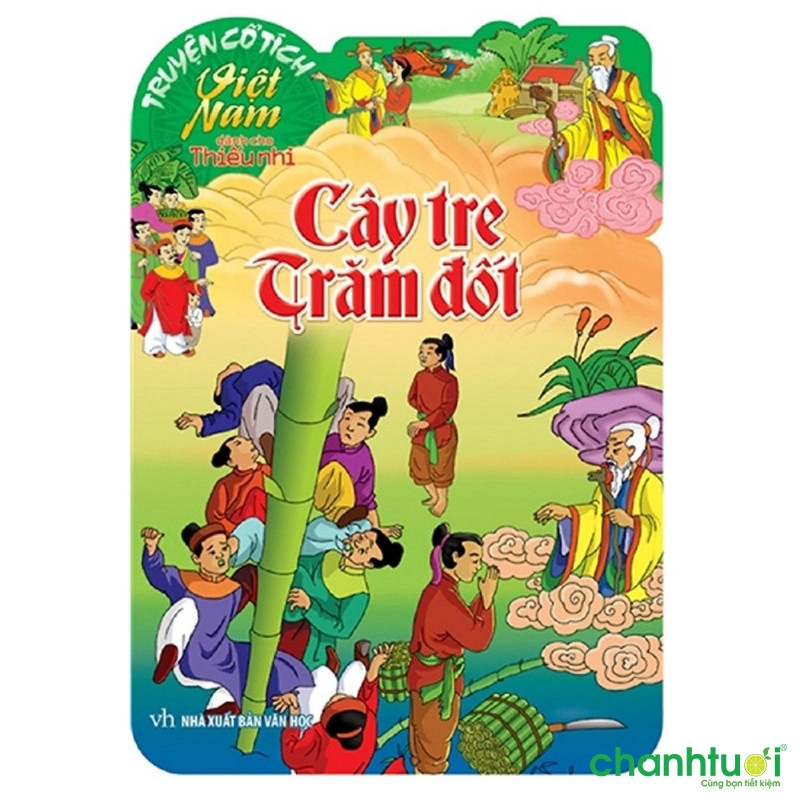 TRUYỆN CỔ TÍCH
Việt
Nam
dành cho
Thiếu nhi
Cây tre
Trăm đốt
vh NHÀ XUẤT BẢN VĂN HỌC
chanhtươi®
Cùng bạn tiết kiệm